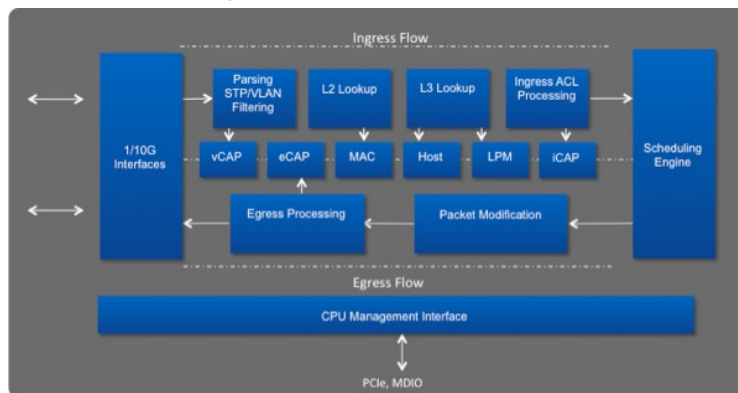 Ingress Flow
Parsing
STP/VLAN
Filtering
L2 Lookup
L3 Lookup
Ingress ACL
Processing
1/10G
Interfaces
vCAP
eCAP
MAC
Host
LPM
iCAP
Scheduling
Engine
Egress Processing
Packet Modification
Egress Flow
CPU Management Interface
PCIe, MDIO